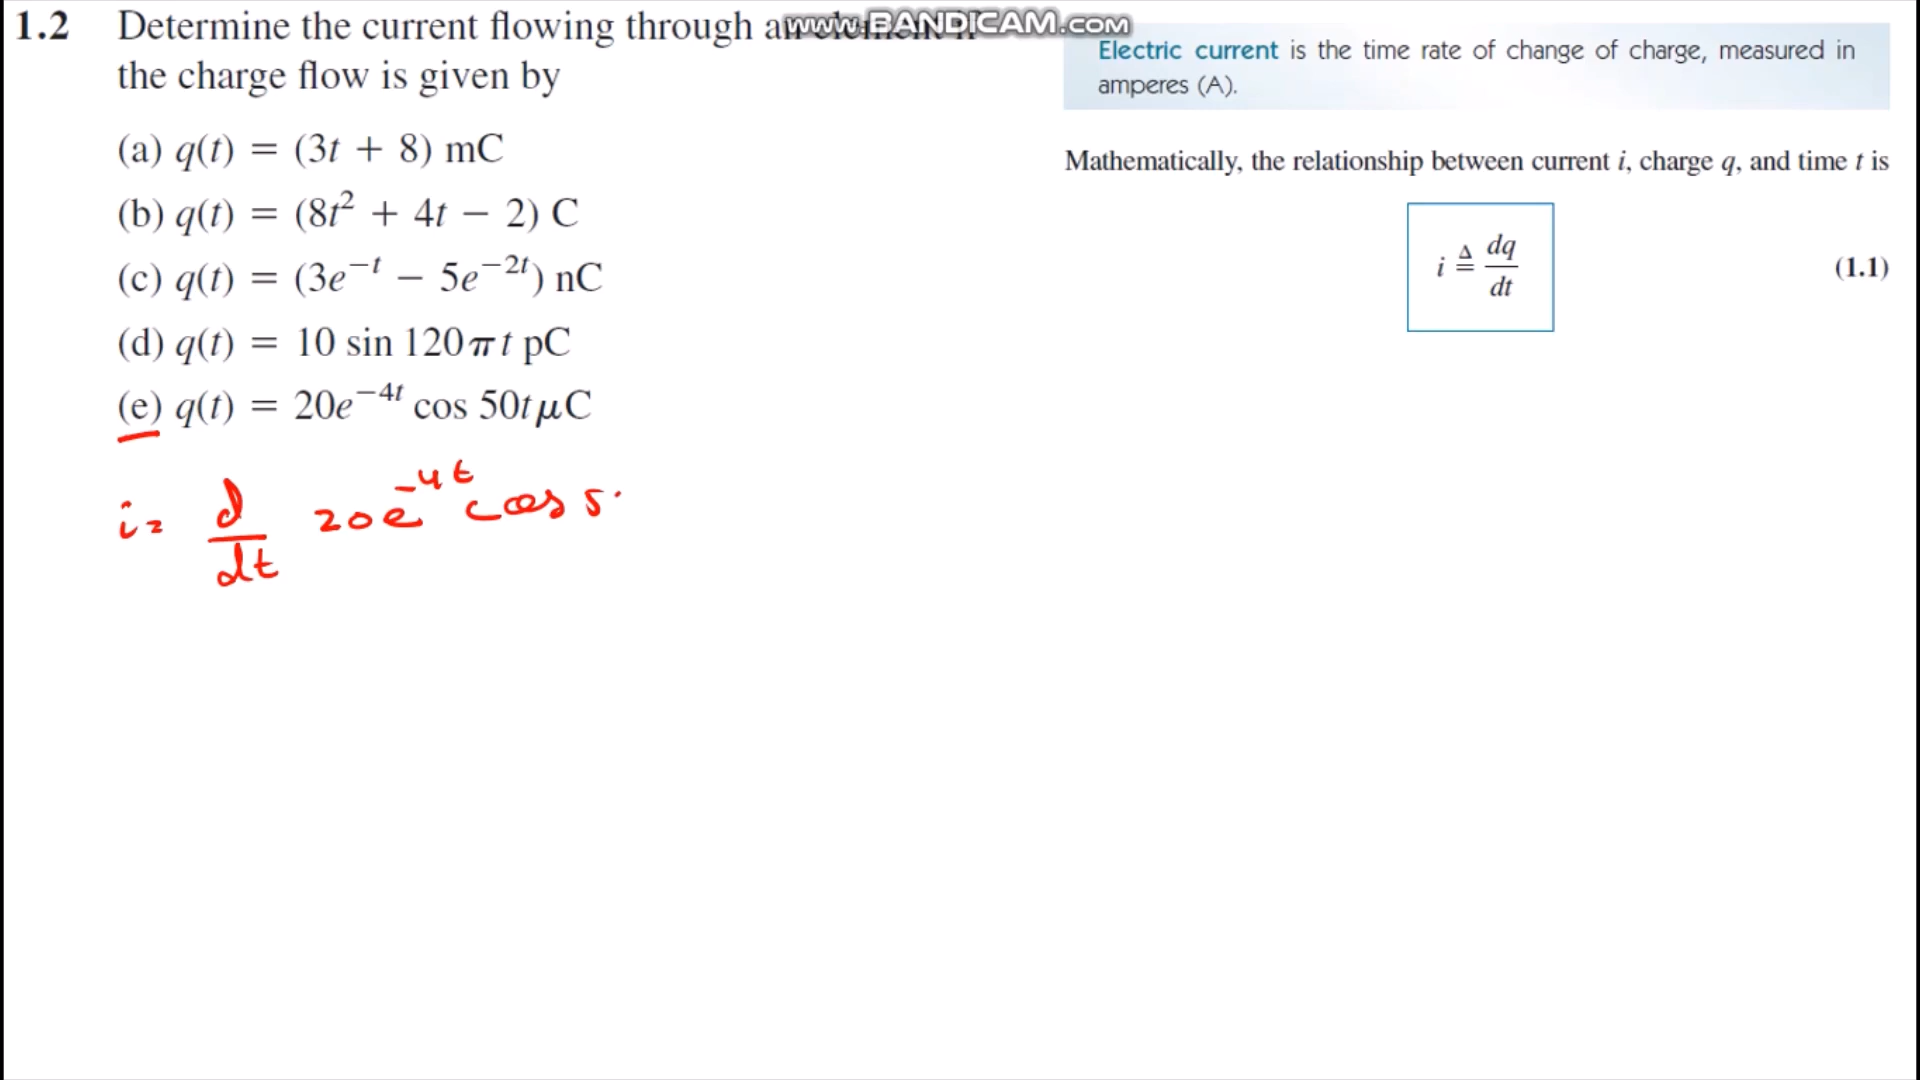 www.BANDICAM.com
1.2 Determine the current flowing through an element if
the charge flow is given by
(a) q(t) = (3t + 8) mC
(b) q(t) = (8t² + 4t − 2) C
(c) q(t) = (3e⁻ᵗ − 5e⁻²ᵗ) nC
(d) q(t) = 10 sin 120πt pC
(e) q(t) = 20e⁻⁴ᵗ cos 50t μC
i = d/dt 20e⁻⁴ᵗ cos 5
Electric current is the time rate of change of charge, measured in
amperes (A).
Mathematically, the relationship between current i, charge q, and time t is
i ≜ dq/dt (1.1)